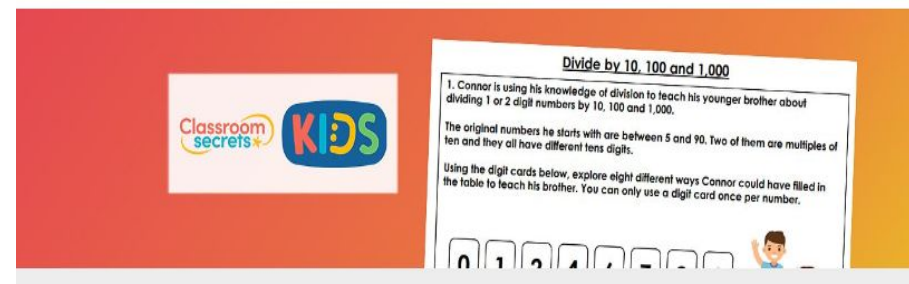 Classroom
secrets
KIDS
Divide by 10, 100 and 1,000
1. Connor is using his knowledge of division to teach his younger brother about
dividing 1 or 2 digit numbers by 10, 100 and 1,000.
The original numbers he starts with are between 5 and 90. Two of them are multiples of
ten and they all have different tens digits.
Using the digit cards below, explore eight different ways Connor could have filled in
the table to teach his brother. You can only use a digit card once per number.
0 1 2 4